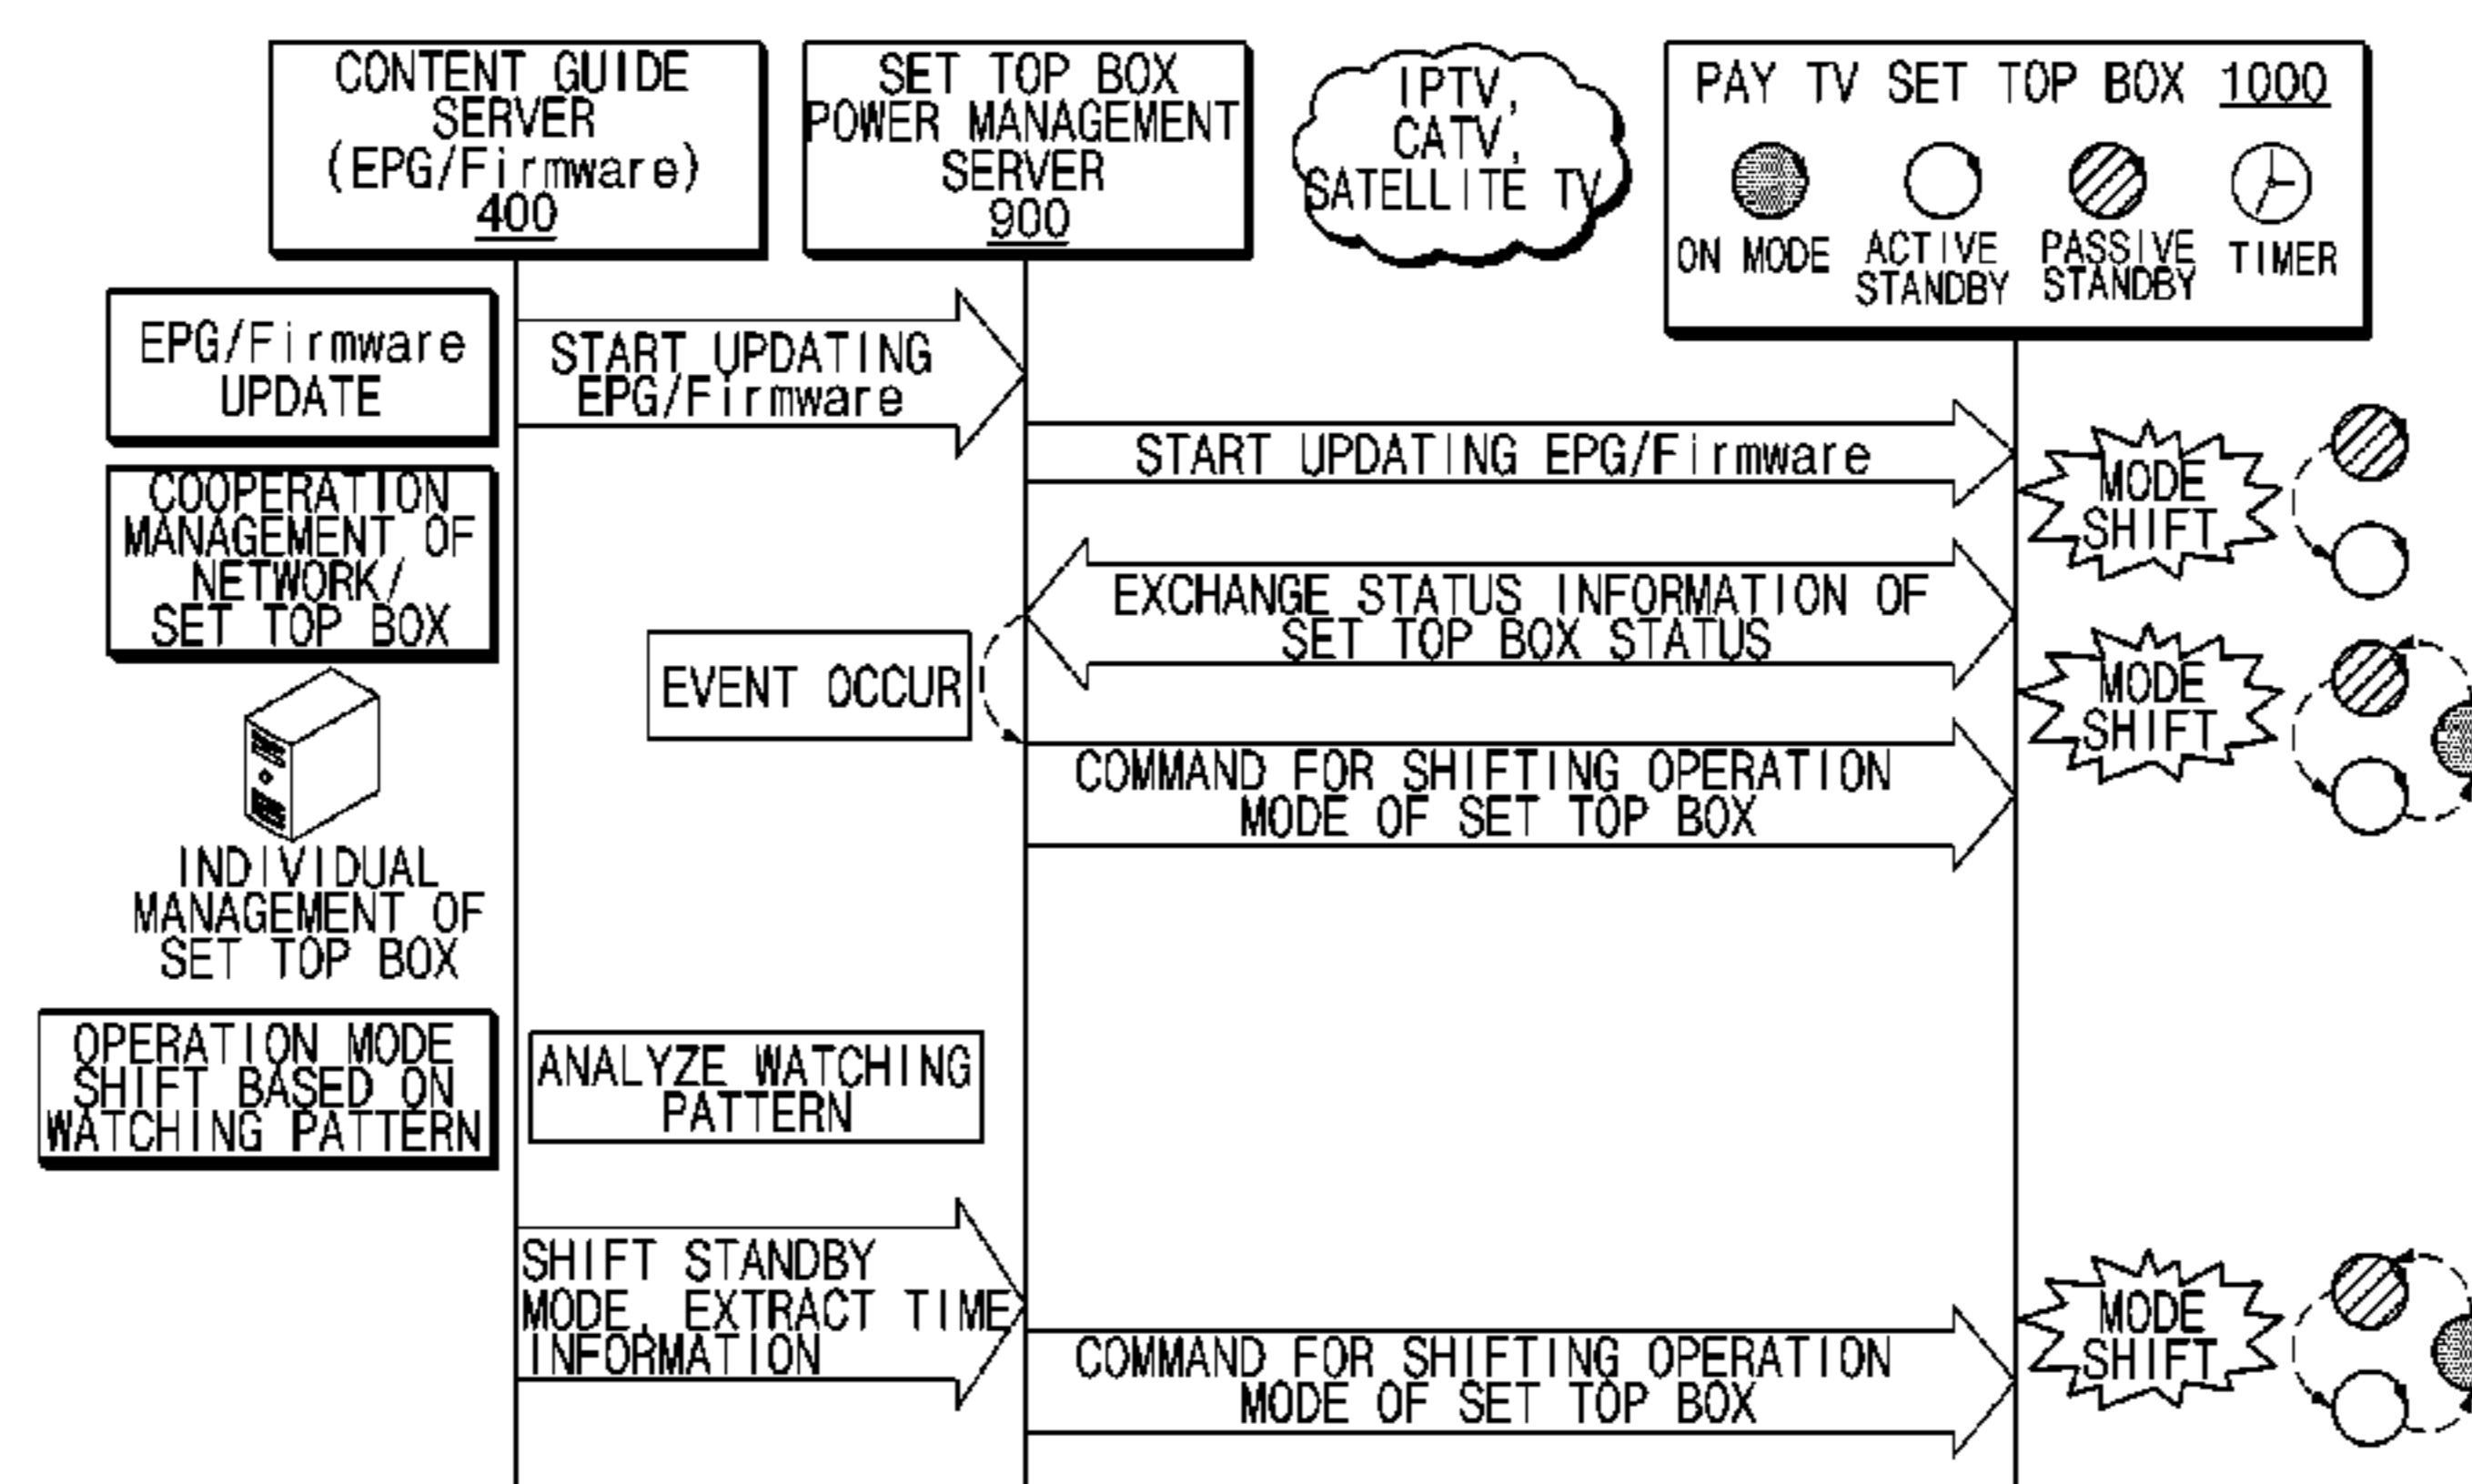 CONTENT GUIDE
SERVER
(EPG/Firmware)
400
SET TOP BOX
POWER MANAGEMENT
SERVER
900
IPTV,
CATV,
SATELLITE TV
PAY TV SET TOP BOX 1000
ON MODE
ACTIVE
STANDBY
PASSIVE
STANDBY
TIMER
EPG/Firmware
UPDATE
START UPDATING
EPG/Firmware
START UPDATING EPG/Firmware
MODE
SHIFT
COOPERATION
MANAGEMENT OF
NETWORK/
SET TOP BOX
EXCHANGE STATUS INFORMATION OF
SET TOP BOX STATUS
EVENT OCCUR
MODE
SHIFT
COMMAND FOR SHIFTING OPERATION
MODE OF SET TOP BOX
INDIVIDUAL
MANAGEMENT OF
SET TOP BOX
OPERATION MODE
SHIFT BASED ON
WATCHING PATTERN
ANALYZE WATCHING
PATTERN
SHIFT STANDBY
MODE, EXTRACT TIME
INFORMATION
COMMAND FOR SHIFTING OPERATION
MODE OF SET TOP BOX
MODE
SHIFT